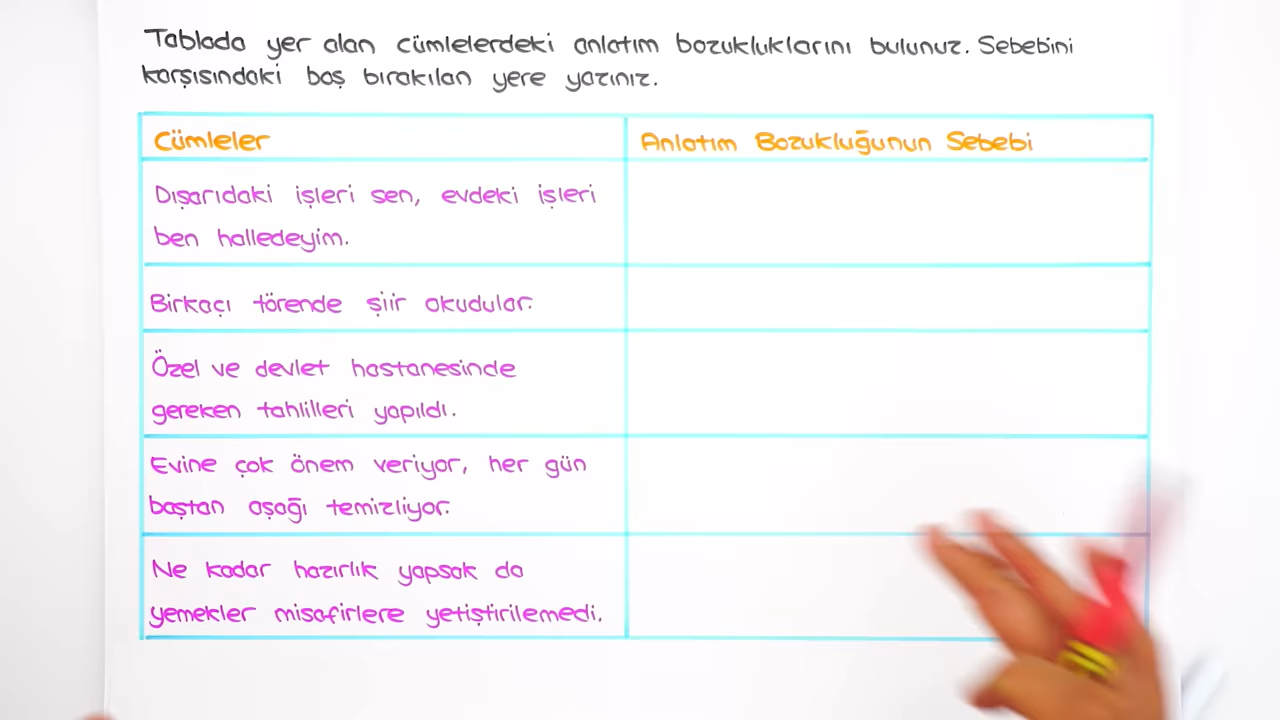 Tabloda yer alan cümlelerdeki anlatım bozukluklarını bulunuz. Sebebini
karşısındaki boş bırakılan yere yazınız.
Cümleler
Anlatım Bozukluğunun Sebebi
Dışarıdaki işleri sen, evdeki işleri
ben halledeyim.
Birkaçı törende şiir okudular.
Özel ve devlet hastanesinde
gereken tahlilleri yapıldı.
Evine çok önem veriyor, her gün
baştan aşağı temizliyor.
Ne kadar hazırlık yapsak da
yemekler misafirlere yetiştirilemedi.